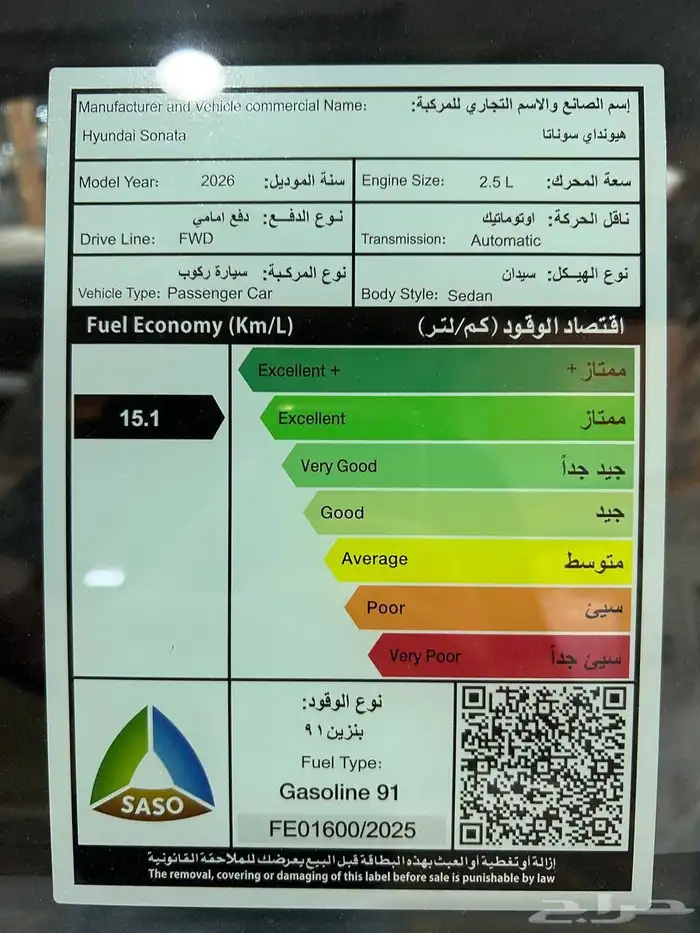 Manufacturer and Vehicle commercial Name: إسم الصانع والاسم التجاري للمركبة:
Hyundai Sonata هيونداي سوناتا
Model Year: 2026 سنة الموديل:
Engine Size: 2.5 L سعة المحرك:
نوع الدفع: دفع امامي
Drive Line: FWD
ناقل الحركة: اوتوماتيك
Transmission: Automatic
نوع المركبة: سيارة ركوب
Vehicle Type: Passenger Car
نوع الهيكل: سيدان
Body Style: Sedan
Fuel Economy (Km/L) اقتصاد الوقود (كم/لتر)
Excellent + ممتاز +
15.1
Excellent ممتاز
Very Good جيد جداً
Good جيد
Average متوسط
Poor سيئ
Very Poor سيئ جداً
SASO
نوع الوقود:
بنزين ٩١
Fuel Type:
Gasoline 91
FE01600/2025
إزالة أو تغطية أو العبث بهذه البطاقة قبل البيع يعرضك للملاحقة القانونية
The removal, covering or damaging of this label before sale is punishable by law
حراج